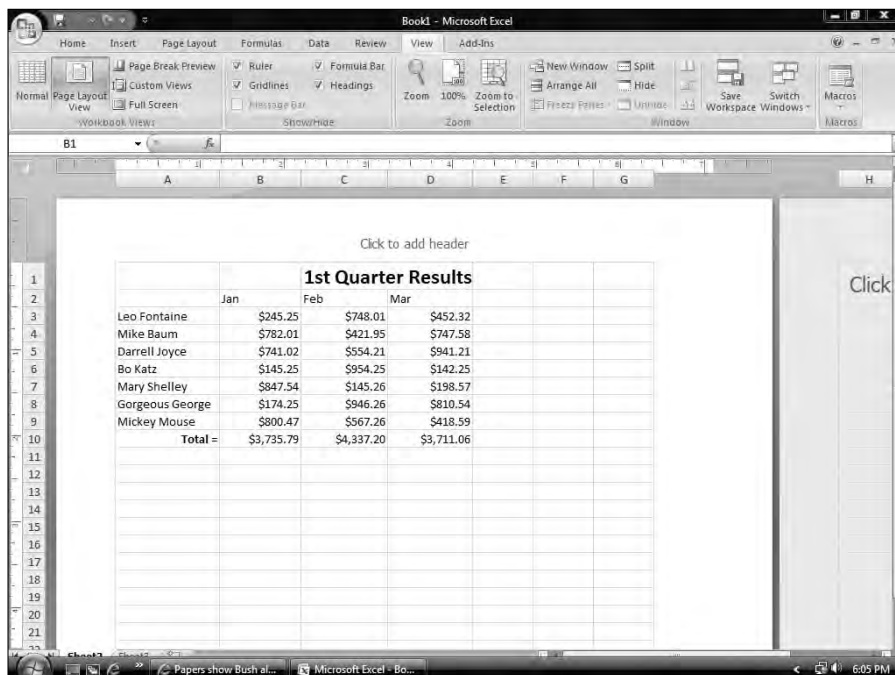 Book1 - Microsoft Excel
Home Insert Page Layout Formulas Data Review View Add-Ins
Normal Page Layout View
Page Break Preview
Custom Views
Full Screen
Workbook Views
Ruler Formula Bar
Gridlines Headings
Message Bar
Show/Hide
Zoom 100% Zoom to Selection
Zoom
New Window Split
Arrange All Hide
Freeze Panes Unhide
Save Workspace Switch Windows
Window
Macros
Macros
B1 fx
A B C D E F G H
Click to add header
Click
1 1st Quarter Results
2 Jan Feb Mar
3 Leo Fontaine $245.25 $748.01 $452.32
4 Mike Baum $782.01 $421.95 $747.58
5 Darrell Joyce $741.02 $554.21 $941.21
6 Bo Katz $145.25 $954.25 $142.25
7 Mary Shelley $847.54 $145.26 $198.57
8 Gorgeous George $174.25 $946.26 $810.54
9 Mickey Mouse $800.47 $567.26 $418.59
10 Total = $3,735.79 $4,337.20 $3,711.06
11
12
13
14
15
16
17
18
19
20
21
Papers show Bush al... Microsoft Excel - Bo... 6:05 PM